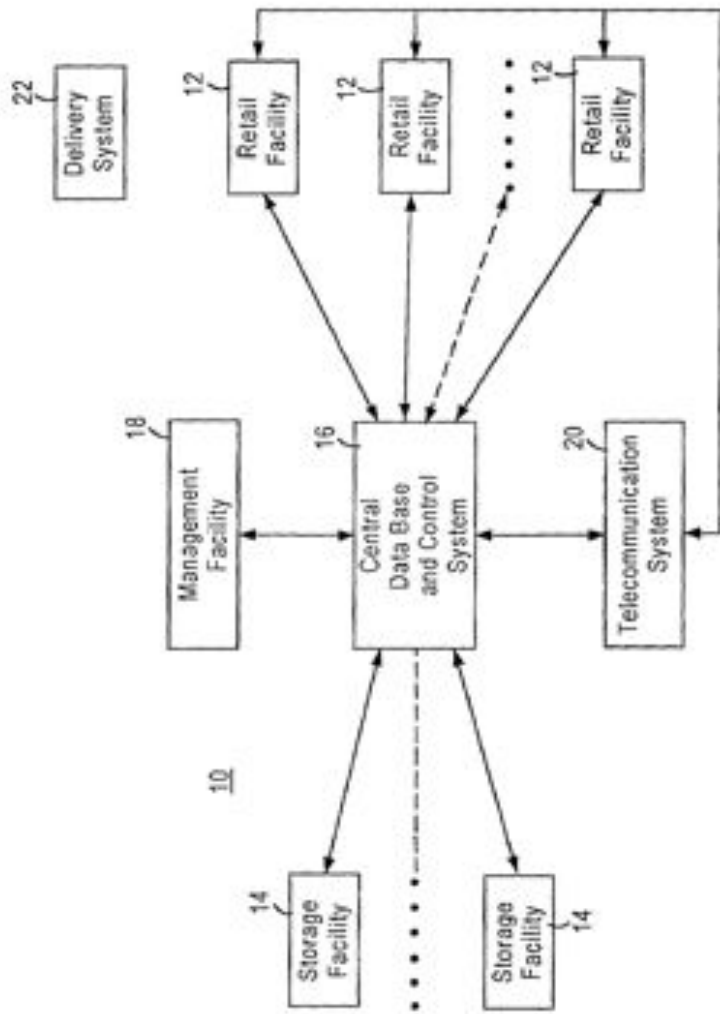 22
Delivery
System
12
Retail
Facility
12
Retail
Facility
12
Retail
Facility
18
Management
Facility
16
Central
Data Base
and Control
System
20
Telecommunication
System
10
14
Storage
Facility
14
Storage
Facility